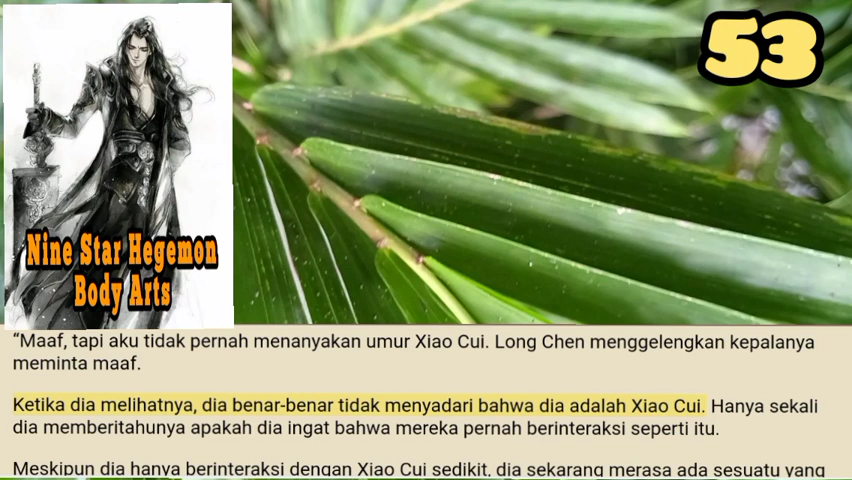 53
Nine Star Hegemon
Body Arts
“Maaf, tapi aku tidak pernah menanyakan umur Xiao Cui. Long Chen menggelengkan kepalanya
meminta maaf.
Ketika dia melihatnya, dia benar-benar tidak menyadari bahwa dia adalah Xiao Cui. Hanya sekali
dia memberitahunya apakah dia ingat bahwa mereka pernah berinteraksi seperti itu.
Meskipun dia hanya berinteraksi dengan Xiao Cui sedikit, dia sekarang merasa ada sesuatu yang